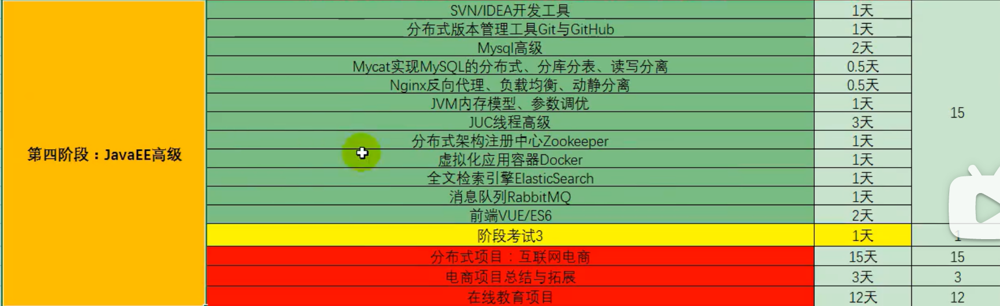 SVN/IDEA开发工具 1天
分布式版本管理工具Git与GitHub 1天
Mysql高级 2天
Mycat实现MySQL的分布式、分库分表、读写分离 0.5天
Nginx反向代理、负载均衡、动静分离 0.5天
JVM内存模型、参数调优 1天
15
JUC线程高级 3天
分布式架构注册中心Zookeeper 1天
第四阶段：JavaEE高级
虚拟化应用容器Docker 1天
全文检索引擎ElasticSearch 1天
消息队列RabbitMQ 1天
前端VUE/ES6 2天
阶段考试3 1天 1
分布式项目：互联网电商 15天 15
电商项目总结与拓展 3天 3
在线教育项目 12天 12